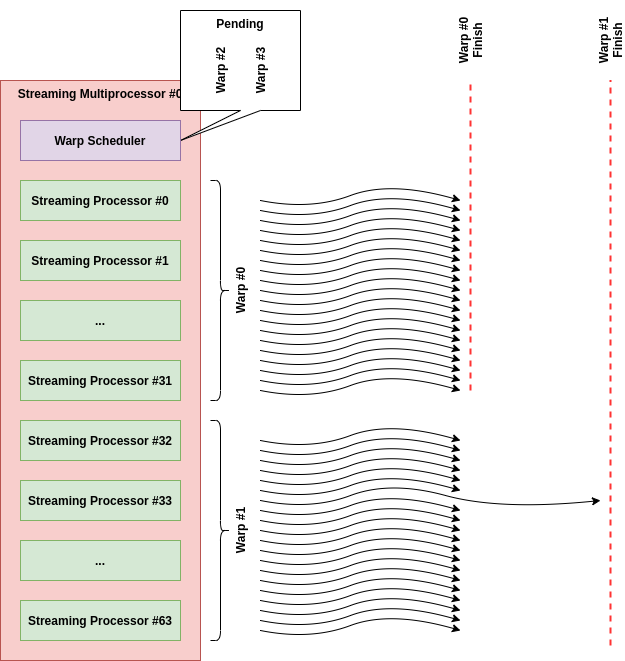 Pending
Warp #2
Warp #3
Warp #0
Finish
Warp #1
Finish
Streaming Multiprocessor #0
Warp Scheduler
Streaming Processor #0
Streaming Processor #1
...
Streaming Processor #31
Warp #0
Streaming Processor #32
Streaming Processor #33
...
Streaming Processor #63
Warp #1